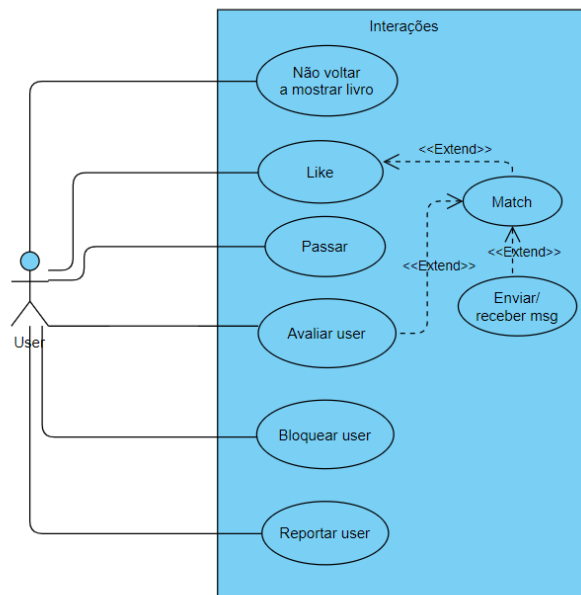 Interações
Não voltar
a mostrar livro
<<Extend>>
Like
Match
Passar
<<Extend>>
<<Extend>>
Enviar/
receber msg
Avaliar user
User
Bloquear user
Reportar user